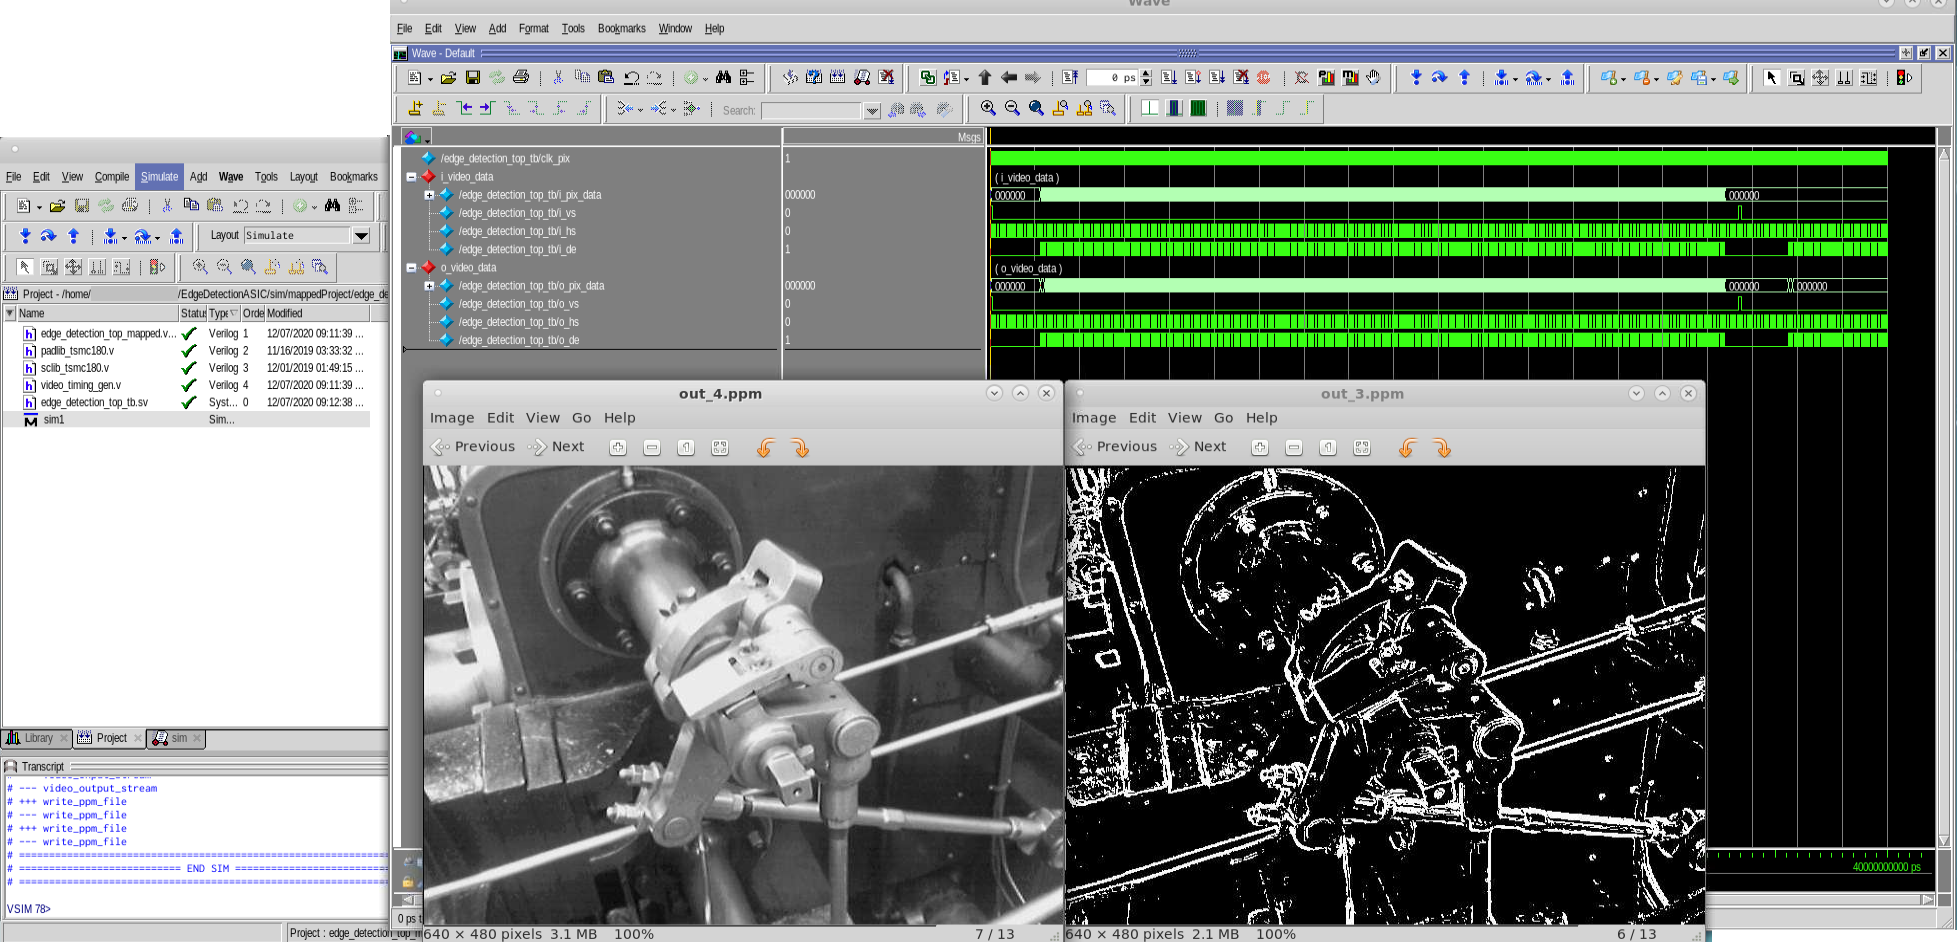 Wave
File Edit View Add Format Tools Bookmarks Window Help
Wave - Default
0 ps
Search:
Msgs
/edge_detection_top_tb/clk_pix 1
i_video_data ( i_video_data )
/edge_detection_top_tb/i_pix_data 000000 000000 000000
/edge_detection_top_tb/i_vs 0
/edge_detection_top_tb/i_hs 0
/edge_detection_top_tb/i_de 1
o_video_data ( o_video_data )
/edge_detection_top_tb/o_pix_data 000000 000000 000000 000000
/edge_detection_top_tb/o_vs 0
/edge_detection_top_tb/o_hs 0
/edge_detection_top_tb/o_de 1
40000000000 ps
0 ps t
File Edit View Compile Simulate Add Wave Tools Layout Bookmarks
Layout Simulate
Project - /home/ /EdgeDetectionASIC/sim/mappedProject/edge_de
Name Status Type Orde Modified
edge_detection_top_mapped.v... Verilog 1 12/07/2020 09:11:39 ...
padlib_tsmc180.v Verilog 2 11/16/2019 03:33:32 ...
sclib_tsmc180.v Verilog 3 12/01/2019 01:49:15 ...
video_timing_gen.v Verilog 4 12/07/2020 09:11:39 ...
edge_detection_top_tb.sv Syst... 0 12/07/2020 09:12:38 ...
sim1 Sim...
Library Project sim
Transcript
# --- video_output_stream
# +++ write_ppm_file
# --- write_ppm_file
# +++ write_ppm_file
# --- write_ppm_file
# END SIM
#
VSIM 78>
Project : edge_detection_top_m
out_4.ppm
Image Edit View Go Help
Previous Next
640 × 480 pixels 3.1 MB 100% 7 / 13
out_3.ppm
Image Edit View Go Help
Previous Next
640 × 480 pixels 2.1 MB 100% 6 / 13